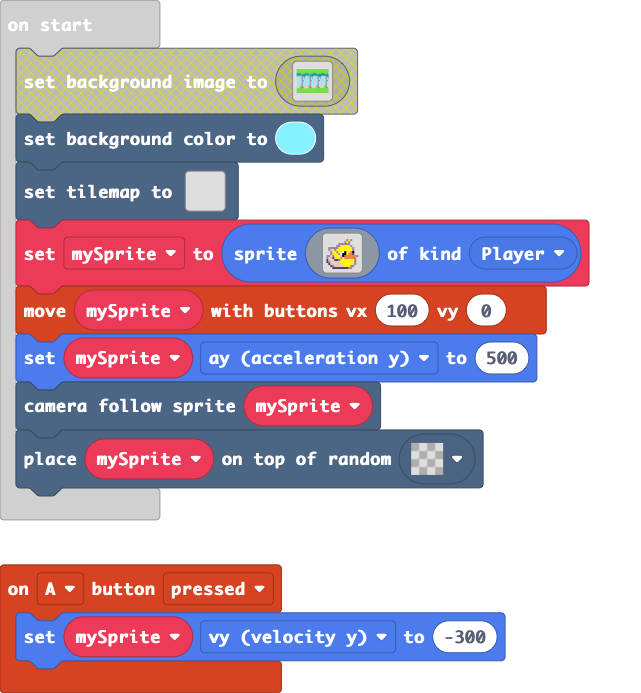 on start
set background image to
set background color to
set tilemap to
set mySprite to sprite of kind Player
move mySprite with buttons vx 100 vy 0
set mySprite ay (acceleration y) to 500
camera follow sprite mySprite
place mySprite on top of random
on A button pressed
set mySprite vy (velocity y) to -300